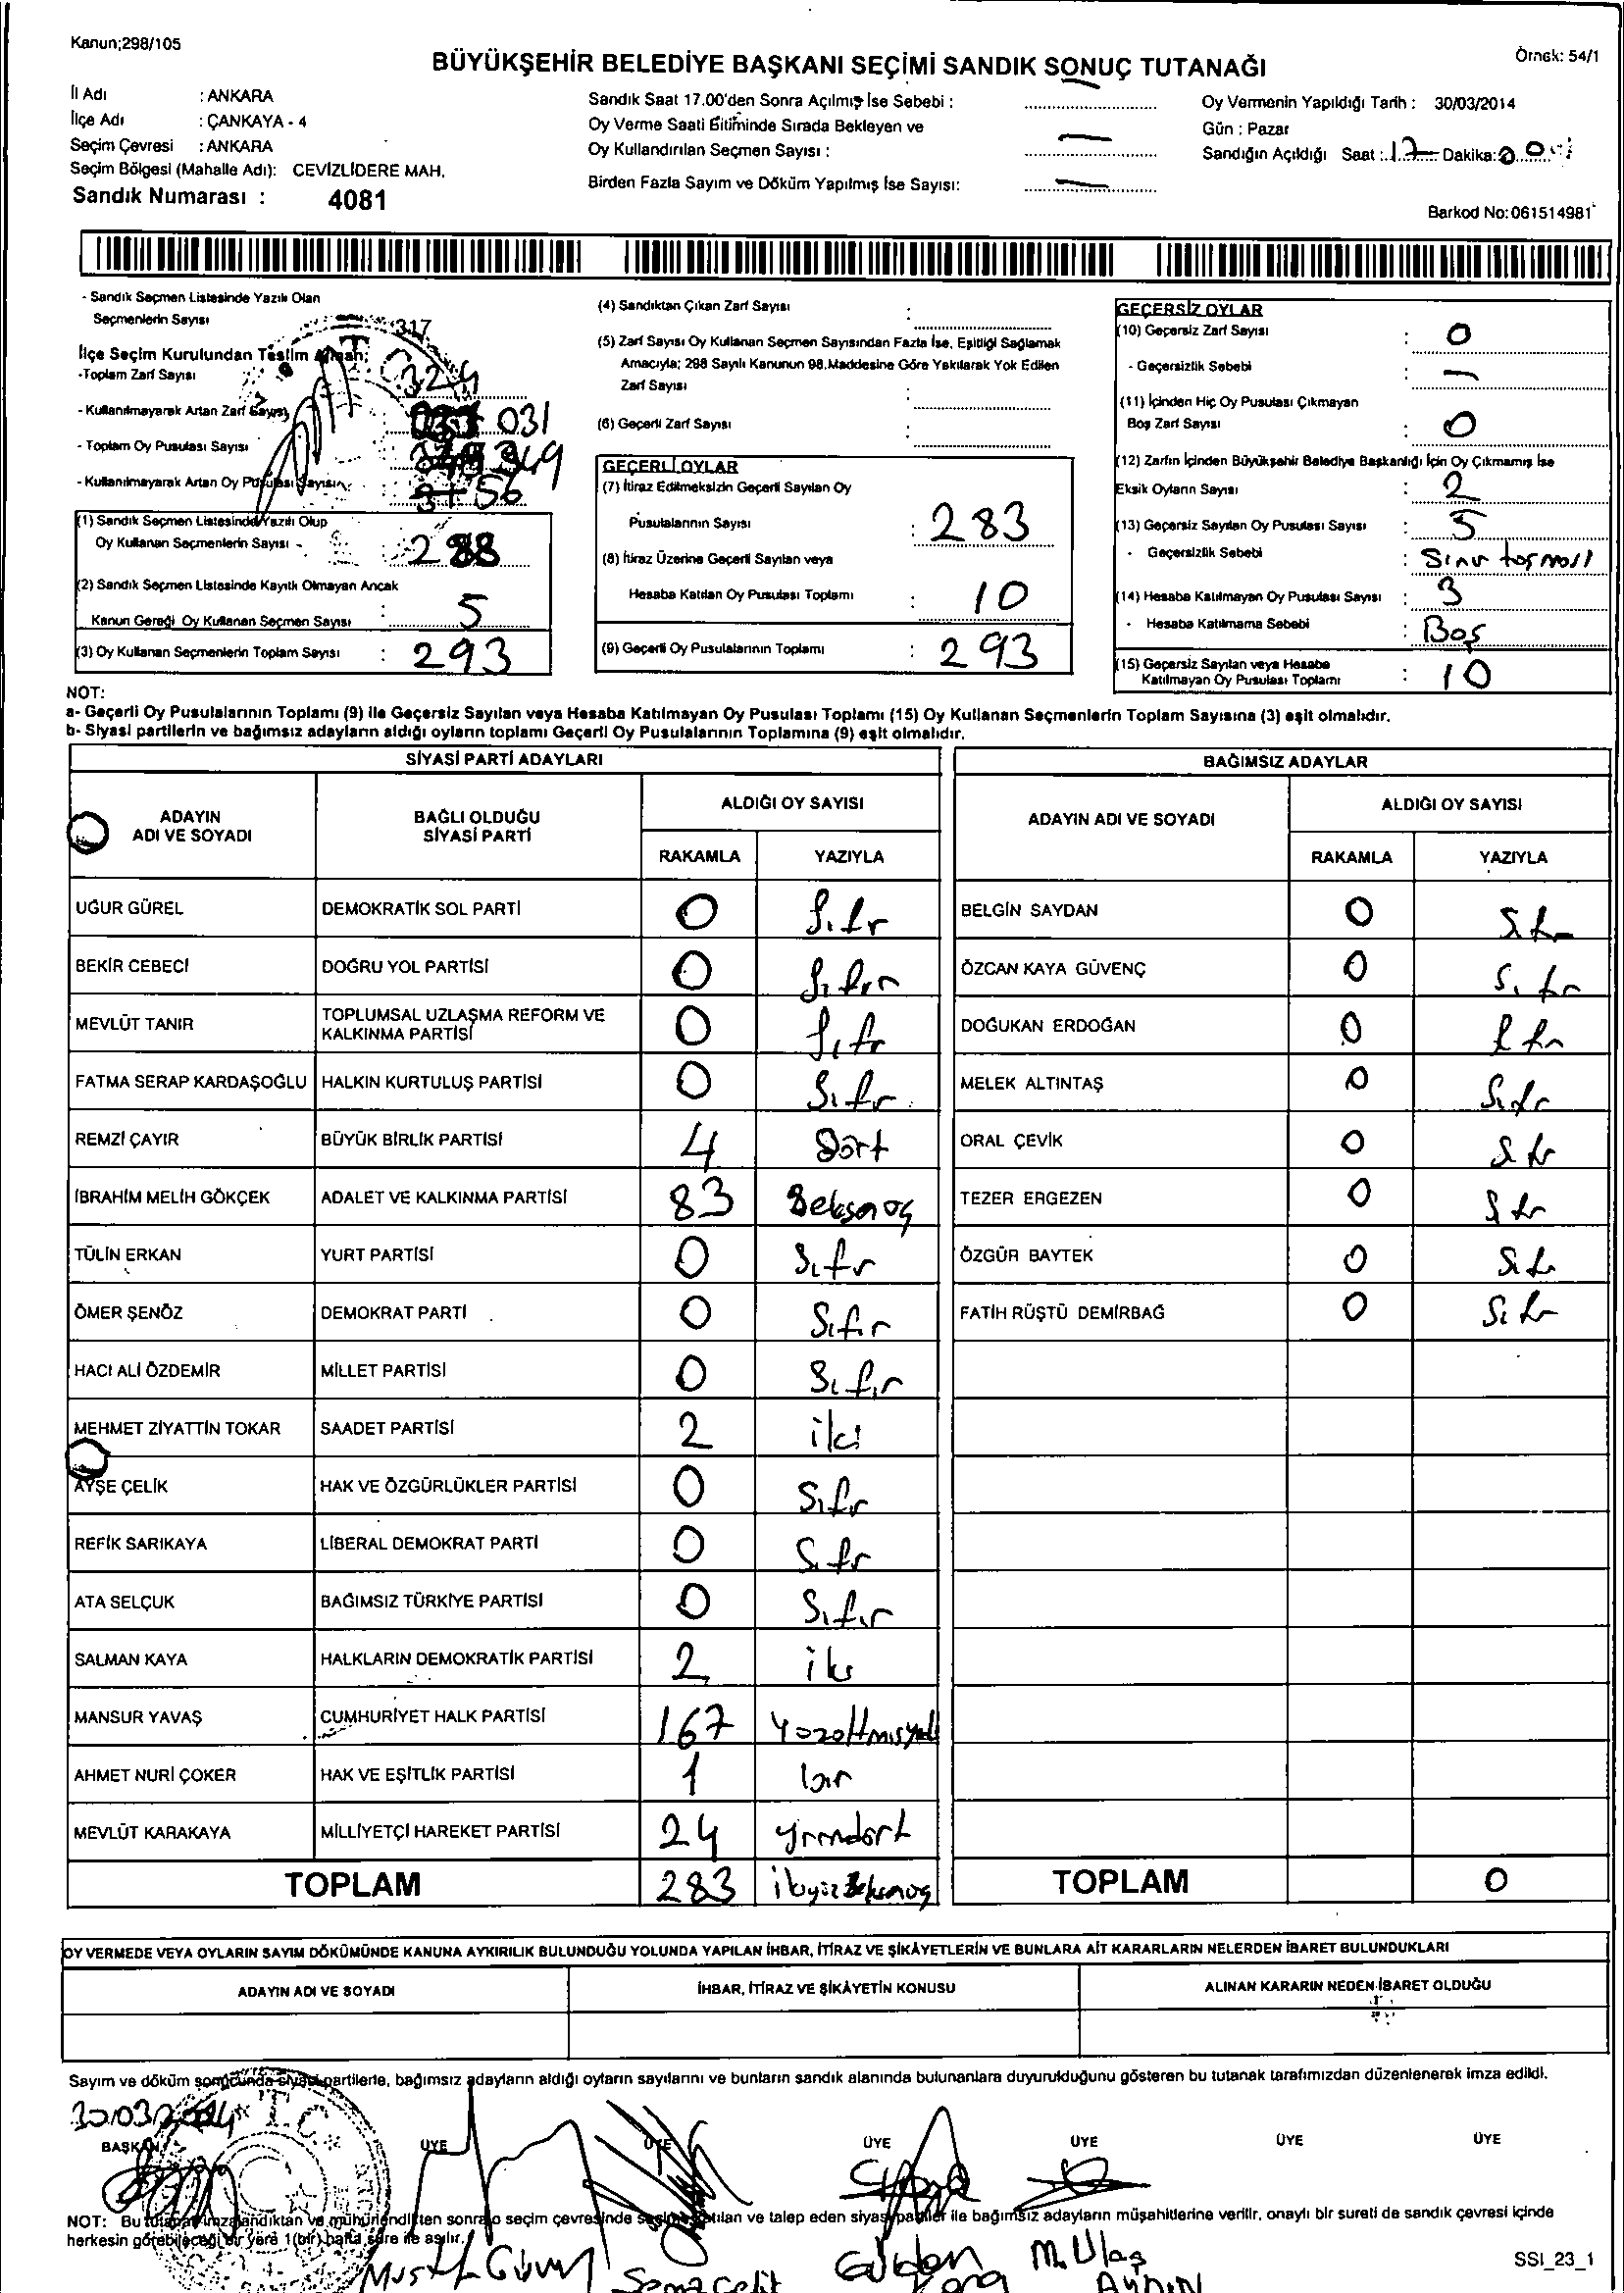 Kanun;298/105
Örnek: 54/1
BÜYÜKŞEHİR BELEDİYE BAŞKANI SEÇİMİ SANDIK SONUÇ TUTANAĞI
İl Adı : ANKARA
İlçe Adı : ÇANKAYA - 4
Seçim Çevresi : ANKARA
Seçim Bölgesi (Mahalle Adı): CEVİZLİDERE MAH.
Sandık Numarası : 4081
Sandık Saat 17.00'den Sonra Açılmış İse Sebebi :
Oy Verme Saati Bitiminde Sırada Bekleyen ve
Oy Kullandırılan Seçmen Sayısı : —
Birden Fazla Sayım ve Döküm Yapılmış İse Sayısı: —
Oy Vermenin Yapıldığı Tarih : 30/03/2014
Gün : Pazar
Sandığın Açıldığı Saat : 17 Dakika: 00
Barkod No:061514981
- Sandık Seçmen Listesinde Yazılı Olan
Seçmenlerin Sayısı 317
İlçe Seçim Kurulundan Teslim Alınan;
-Toplam Zarf Sayısı 324
- Kullanılmayarak Artan Zarf Sayısı 031
- Toplam Oy Pusulası Sayısı 349
- Kullanılmayarak Artan Oy Pusulası Sayısı 56
(1) Sandık Seçmen Listesinde Yazılı Olup
Oy Kullanan Seçmenlerin Sayısı 288
(2) Sandık Seçmen Listesinde Kayıtlı Olmayan Ancak
Kanun Gereği Oy Kullanan Seçmen Sayısı : 5
(3) Oy Kullanan Seçmenlerin Toplam Sayısı : 293
(4) Sandıktan Çıkan Zarf Sayısı :
(5) Zarf Sayısı Oy Kullanan Seçmen Sayısından Fazla İse, Eşitliği Sağlamak
Amacıyla; 298 Sayılı Kanunun 98.Maddesine Göre Yakılarak Yok Edilen
Zarf Sayısı :
(6) Geçerli Zarf Sayısı :
GEÇERLİ OYLAR
(7) İtiraz Edilmeksizin Geçerli Sayılan Oy
Pusulalarının Sayısı : 283
(8) İtiraz Üzerine Geçerli Sayılan veya
Hesaba Katılan Oy Pusulası Toplamı : 10
(9) Geçerli Oy Pusulalarının Toplamı : 293
GEÇERSİZ OYLAR
(10) Geçersiz Zarf Sayısı : 0
- Geçersizlik Sebebi : —
(11) İçinden Hiç Oy Pusulası Çıkmayan
Boş Zarf Sayısı : 0
(12) Zarfın İçinden Büyükşehir Belediye Başkanlığı İçin Oy Çıkmamış İse
Eksik Oyların Sayısı : 2
(13) Geçersiz Sayılan Oy Pusulası Sayısı : 5
- Geçersizlik Sebebi :
(14) Hesaba Katılmayan Oy Pusulası Sayısı : 3
- Hesaba Katılmama Sebebi : Boş
(15) Geçersiz Sayılan veya Hesaba
Katılmayan Oy Pusulası Toplamı : 10
NOT:
a- Geçerli Oy Pusulalarının Toplamı (9) ile Geçersiz Sayılan veya Hesaba Katılmayan Oy Pusulası Toplamı (15) Oy Kullanan Seçmenlerin Toplam Sayısına (3) eşit olmalıdır.
b- Siyasi partilerin ve bağımsız adayların aldığı oyların toplamı Geçerli Oy Pusulalarının Toplamına (9) eşit olmalıdır.
SİYASİ PARTİ ADAYLARI
ADAYIN ADI VE SOYADI BAĞLI OLDUĞU SİYASİ PARTİ ALDIĞI OY SAYISI
RAKAMLA YAZIYLA
UĞUR GÜREL DEMOKRATİK SOL PARTİ 0 Sıfır
BEKİR CEBECİ DOĞRU YOL PARTİSİ 0 Sıfır
MEVLÜT TANIR TOPLUMSAL UZLAŞMA REFORM VE KALKINMA PARTİSİ 0 Sıfır
FATMA SERAP KARDAŞOĞLU HALKIN KURTULUŞ PARTİSİ 0 Sıfır
REMZİ ÇAYIR BÜYÜK BİRLİK PARTİSİ 4 Dört
İBRAHİM MELİH GÖKÇEK ADALET VE KALKINMA PARTİSİ 83 Seksenüç
TÜLİN ERKAN YURT PARTİSİ 0 Sıfır
ÖMER ŞENÖZ DEMOKRAT PARTİ 0 Sıfır
HACI ALİ ÖZDEMİR MİLLET PARTİSİ 0 Sıfır
MEHMET ZİYATTİN TOKAR SAADET PARTİSİ 2 iki
AYŞE ÇELİK HAK VE ÖZGÜRLÜKLER PARTİSİ 0 Sıfır
REFİK SARIKAYA LİBERAL DEMOKRAT PARTİ 0 Sıfır
ATA SELÇUK BAĞIMSIZ TÜRKİYE PARTİSİ 0 Sıfır
SALMAN KAYA HALKLARIN DEMOKRATİK PARTİSİ 2 iki
MANSUR YAVAŞ CUMHURİYET HALK PARTİSİ 167 Yüzaltmışyedi
AHMET NURİ ÇOKER HAK VE EŞİTLİK PARTİSİ 1 bir
MEVLÜT KARAKAYA MİLLİYETÇİ HAREKET PARTİSİ 24 yirmidört
TOPLAM 283 ikiyüzseksenüç
BAĞIMSIZ ADAYLAR
ADAYIN ADI VE SOYADI ALDIĞI OY SAYISI
RAKAMLA YAZIYLA
BELGİN SAYDAN 0 Sıfır
ÖZCAN KAYA GÜVENÇ 0 Sıfır
DOĞUKAN ERDOĞAN 0 Sıfır
MELEK ALTINTAŞ 0 Sıfır
ORAL ÇEVİK 0 Sıfır
TEZER ERGEZEN 0 Sıfır
ÖZGÜR BAYTEK 0 Sıfır
FATİH RÜŞTÜ DEMİRBAĞ 0 Sıfır
TOPLAM 0
OY VERMEDE VEYA OYLARIN SAYIM DÖKÜMÜNDE KANUNA AYKIRILIK BULUNDUĞU YOLUNDA YAPILAN İHBAR, İTİRAZ VE ŞİKÂYETLERİN VE BUNLARA AİT KARARLARIN NELERDEN İBARET BULUNDUKLARI
ADAYIN ADI VE SOYADI İHBAR, İTİRAZ VE ŞİKÂYETİN KONUSU ALINAN KARARIN NEDEN İBARET OLDUĞU
Sayım ve döküm sonucunda siyasi partilerle, bağımsız adayların aldığı oyların sayılarını ve bunların sandık alanında bulunanlara duyurulduğunu gösteren bu tutanak tarafımızdan düzenlenerek imza edildi.
30/03/2014
BAŞKAN ÜYE ÜYE ÜYE ÜYE ÜYE ÜYE
NOT: Bu tutanak imzalandıktan ve mühürlendikten sonra o seçim çevresinde seçime katılan ve talep eden siyasi partiler ile bağımsız adayların müşahitlerine verilir, onaylı bir sureti de sandık çevresi içinde
herkesin görebileceği bir yere 1(bir) hafta süre ile asılır.
Sema Çelik
M. Ulaş
AYDIN
SSİ_23_1